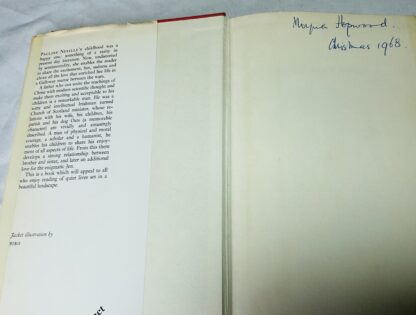 PAULINE NEVILLE'S childhood was a
happy one: something of a rarity in
present day literature. Now, undaunted
by sentimentality, she enables the reader
to share the excitement, fun, sadness and
above all the love that enriched her life in
a Galloway manse between the wars.
A father who can unite the teachings of
Christ with modern scientific thought and
make them exciting and acceptable to his
children is a remarkable man. He was a
witty and intellectual Irishman turned
Church of Scotland minister, whose re-
lations with his wife, his children, his
parish and his dog (a memorable
character) are vividly and amusingly
described. A man of physical and moral
courage, a scholar and a humanist, he
enables his children to share his enjoy-
ment of all aspects of life. From this there
develops a strong relationship between
brother and sister, and later an additional
love for the enigmatic Jen.
This is a book which will appeal to all
who enjoy reading of quiet lives set in a
beautiful landscape.
Jacket illustration by
Hopwood
Christmas 1968.